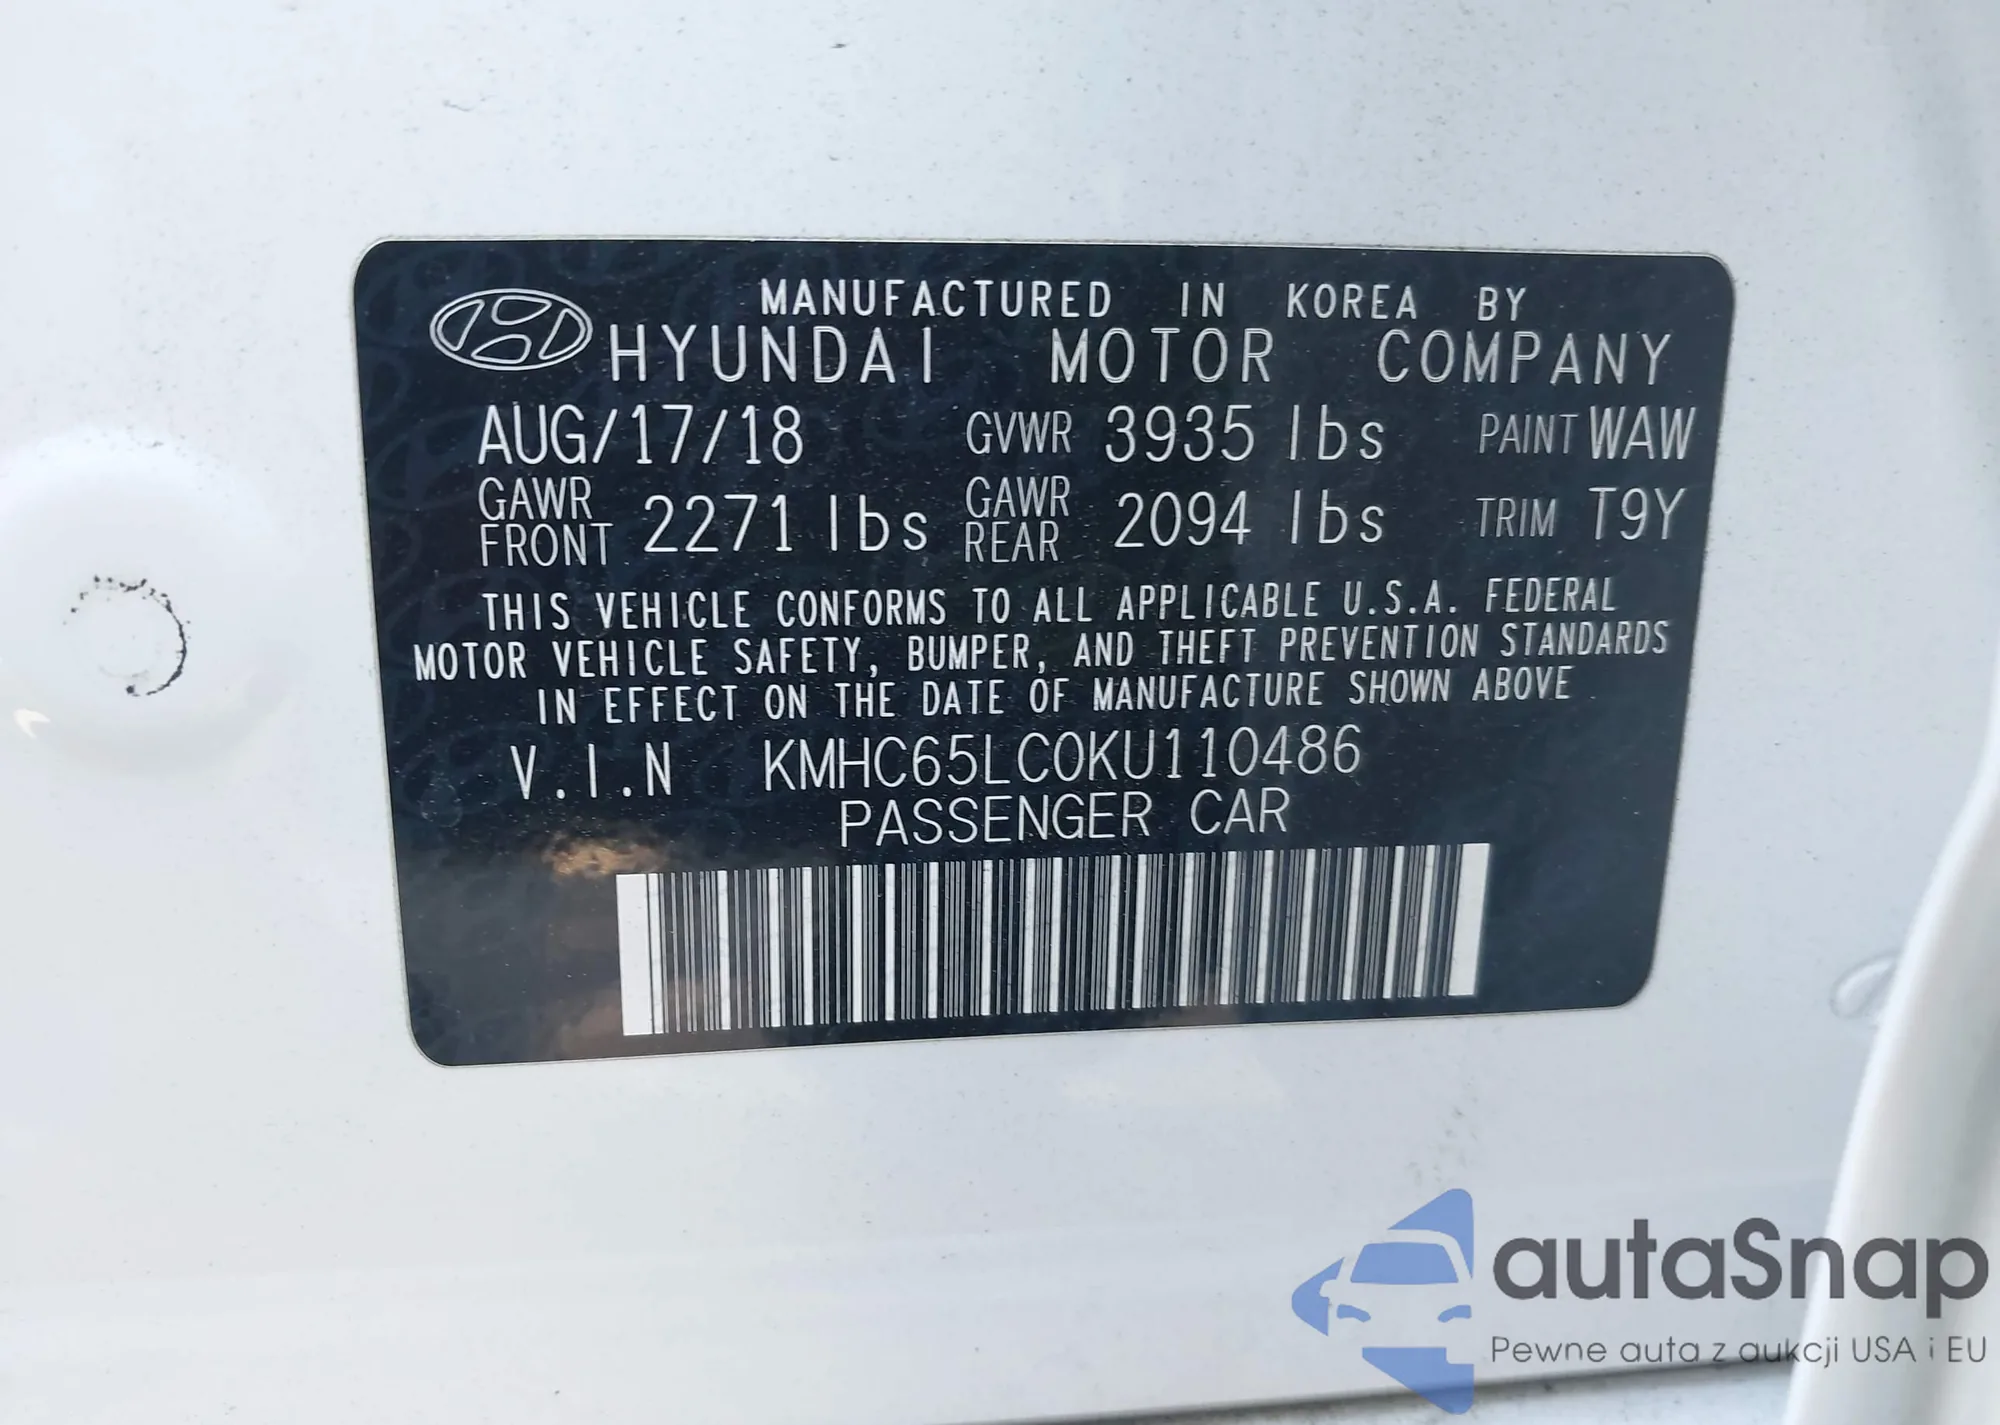 MANUFACTURED IN KOREA BY
HYUNDAI MOTOR COMPANY
AUG/17/18 GVWR 3935 lbs PAINT WAW
GAWR FRONT 2271 lbs GAWR REAR 2094 lbs TRIM T9Y
THIS VEHICLE CONFORMS TO ALL APPLICABLE U.S.A. FEDERAL
MOTOR VEHICLE SAFETY, BUMPER, AND THEFT PREVENTION STANDARDS
IN EFFECT ON THE DATE OF MANUFACTURE SHOWN ABOVE
V.I.N KMHC65LC0KU110486
PASSENGER CAR
autaSnap
Pewne auta z aukcji USA i EU